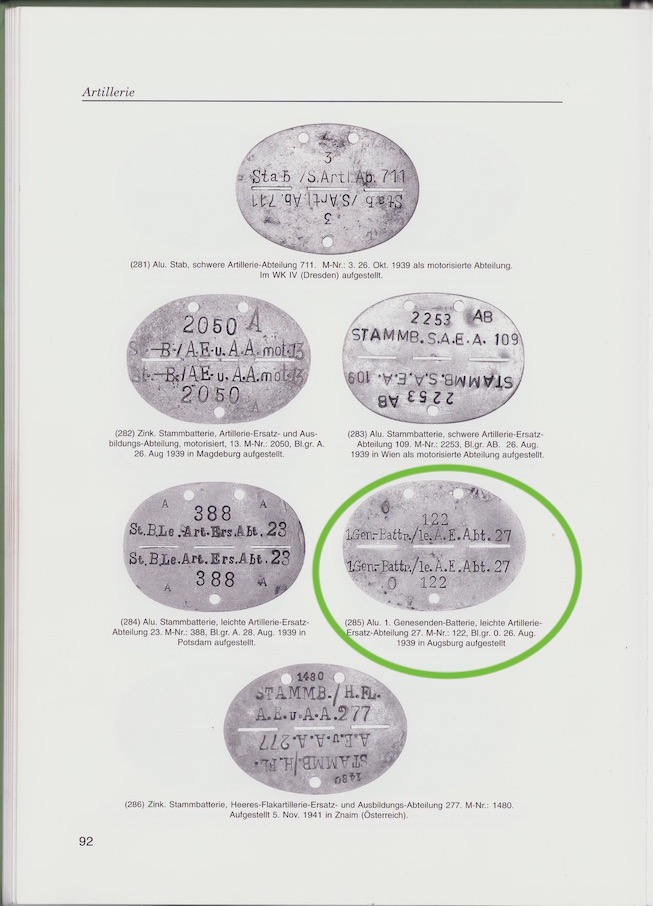 Artillerie
3
Stab /S.Artl.Ab. 711
Stab /S.Artl.Ab. 711
3
(281) Alu. Stab, schwere Artillerie-Abteilung 711. M-Nr.: 3. 26. Okt. 1939 als motorisierte Abteilung.
Im WK IV (Dresden) aufgestellt.
2050 A
St.-B./A.E.u.A.A.mot.13
St.-B./A.E.u.A.A.mot.13
2050 A
(282) Zink. Stammbatterie, Artillerie-Ersatz- und Aus-
bildungs-Abteilung, motorisiert, 13. M-Nr.: 2050, Bl.gr. A.
26. Aug 1939 in Magdeburg aufgestellt.
2253 AB
STAMMB.S.A.E.A. 109
STAMMB.S.A.E.A. 109
2253 AB
(283) Alu. Stammbatterie, schwere Artillerie-Ersatz-
Abteilung 109. M-Nr.: 2253, Bl.gr. AB. 26. Aug.
1939 in Wien als motorisierte Abteilung aufgestellt.
A 388 A
St.B.Le.Art.Ers.Abt.23
St.B.Le.Art.Ers.Abt.23
A 388 A
(284) Alu. Stammbatterie, leichte Artillerie-Ersatz-
Abteilung 23. M-Nr.: 388, Bl.gr. A. 28. Aug. 1939 in
Potsdam aufgestellt.
0 122
1.Gen.-Battr./le.A.E.Abt. 27
1.Gen.-Battr./le.A.E.Abt. 27
0 122
(285) Alu. 1. Genesenden-Batterie, leichte Artillerie-
Ersatz-Abteilung 27. M-Nr.: 122, Bl.gr. 0. 26. Aug.
1939 in Augsburg aufgestellt
1480
STAMMB./H.FL.
A.E.u.A.A.277
A.E.u.A.A.277
STAMMB./H.FL.
1480
(286) Zink. Stammbatterie, Heeres-Flakartillerie-Ersatz- und Ausbildungs-Abteilung 277. M-Nr.: 1480.
Aufgestellt 5. Nov. 1941 in Znaim (Österreich).
92